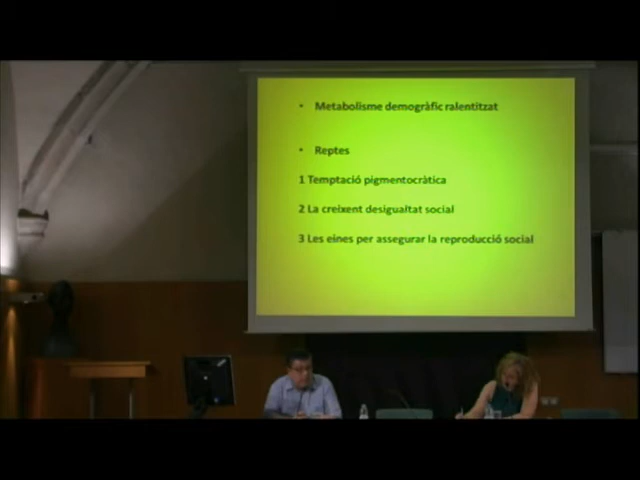 • Metabolisme demogràfic ralentitzat
• Reptes
1 Temptació pigmentocràtica
2 La creixent desigualtat social
3 Les eines per assegurar la reproducció social